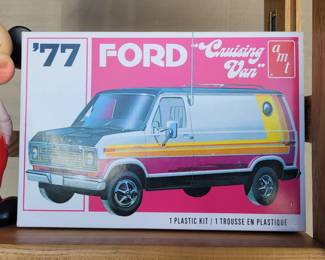 '77 FORD "Cruising Van"
amt
1 PLASTIC KIT / 1 TROUSSE EN PLASTIQUE